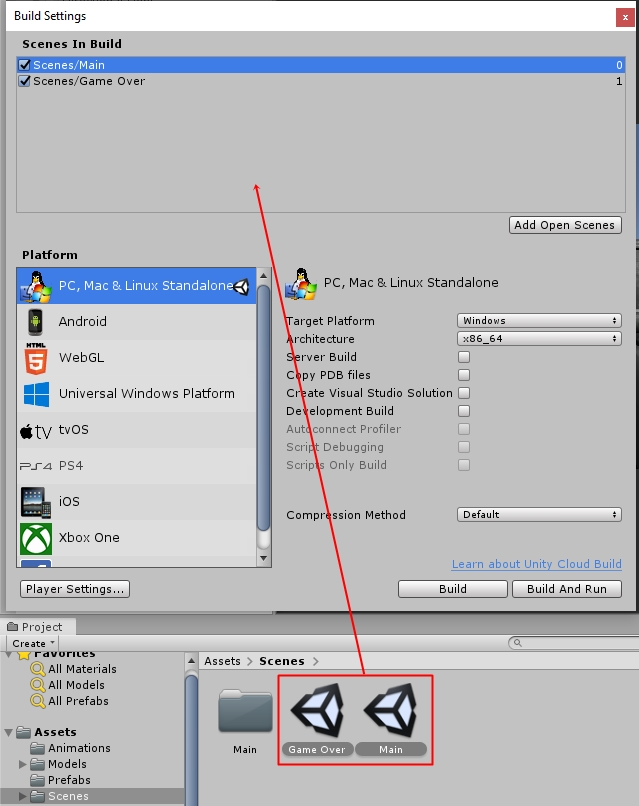 Build Settings
x
Scenes In Build
Scenes/Main 0
Scenes/Game Over 1
Add Open Scenes
Platform
PC, Mac & Linux Standalone
Android
HTML
5
WebGL
Universal Windows Platform
tv
tvOS
PS4
PS4
iOS
Xbox One
PC, Mac & Linux Standalone
Target Platform Windows
Architecture x86_64
Server Build
Copy PDB files
Create Visual Studio Solution
Development Build
Autoconnect Profiler
Script Debugging
Scripts Only Build
Compression Method Default
Learn about Unity Cloud Build
Player Settings...
Build
Build And Run
Project
Create
Favorites
All Materials
All Models
All Prefabs
Assets
Animations
Models
Prefabs
Scenes
Assets > Scenes >
Main
Game Over
Main